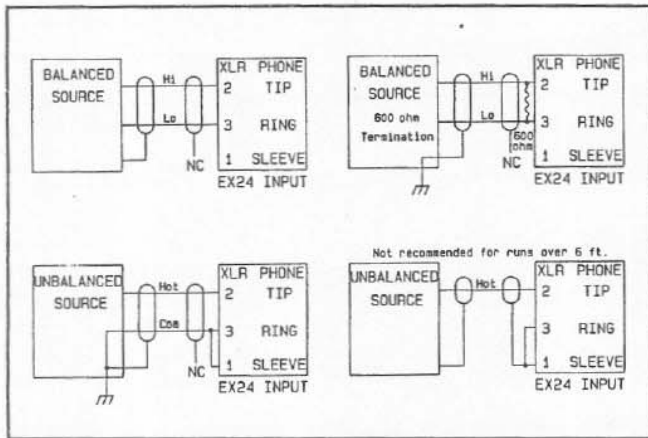 BALANCED
SOURCE
Hi
Lo
NC
XLR PHONE
2 TIP
3 RING
1 SLEEVE
EX24 INPUT
BALANCED
SOURCE
600 ohm
Termination
Hi
Lo
NC
600
ohm
XLR PHONE
2 TIP
3 RING
1 SLEEVE
EX24 INPUT
UNBALANCED
SOURCE
Hot
Com
NC
XLR PHONE
2 TIP
3 RING
1 SLEEVE
EX24 INPUT
Not recommended for runs over 6 ft.
UNBALANCED
SOURCE
Hot
XLR PHONE
2 TIP
3 RING
1 SLEEVE
EX24 INPUT